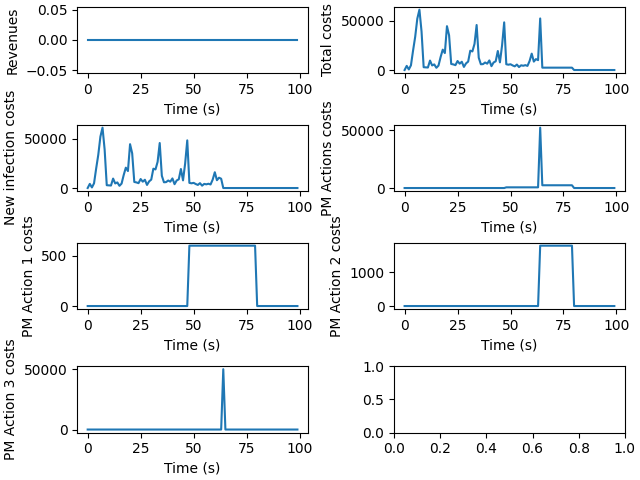 Revenues
0.05
0.00
−0.05
0 25 50 75 100
Time (s)
Total costs
50000
0
0 25 50 75 100
Time (s)
New infection costs
50000
0
0 25 50 75 100
Time (s)
PM Actions costs
50000
0
0 25 50 75 100
Time (s)
PM Action 1 costs
500
0
0 25 50 75 100
Time (s)
PM Action 2 costs
1000
0
0 25 50 75 100
Time (s)
PM Action 3 costs
50000
0
0 25 50 75 100
Time (s)
1.0
0.5
0.0
0.0 0.2 0.4 0.6 0.8 1.0